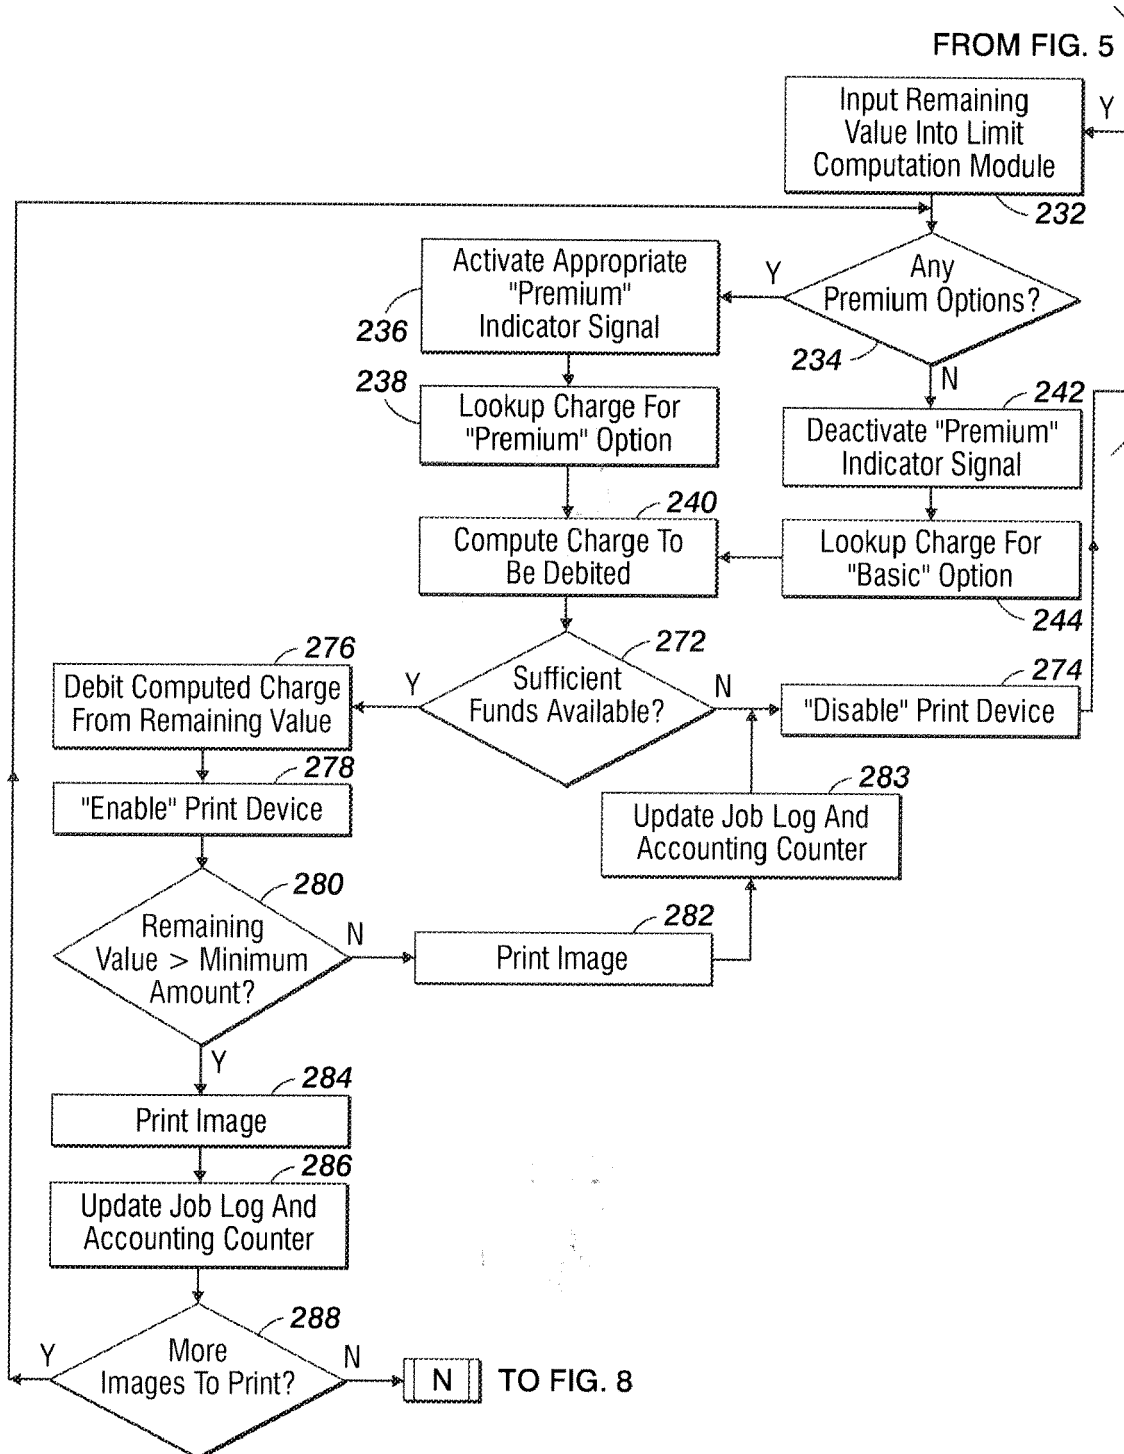 FROM FIG. 5
Input Remaining
Value Into Limit
Computation Module
Y
232
Any
Premium Options?
Y
234
N
Activate Appropriate
"Premium"
Indicator Signal
236
238
Lookup Charge For
"Premium" Option
242
Deactivate "Premium"
Indicator Signal
240
Compute Charge To
Be Debited
Lookup Charge For
"Basic" Option
244
272
Sufficient
Funds Available?
Y
N
274
"Disable" Print Device
276
Debit Computed Charge
From Remaining Value
278
"Enable" Print Device
283
Update Job Log And
Accounting Counter
280
Remaining
Value > Minimum
Amount?
N
282
Print Image
Y
284
Print Image
286
Update Job Log And
Accounting Counter
288
More
Images To Print?
Y
N
N
TO FIG. 8